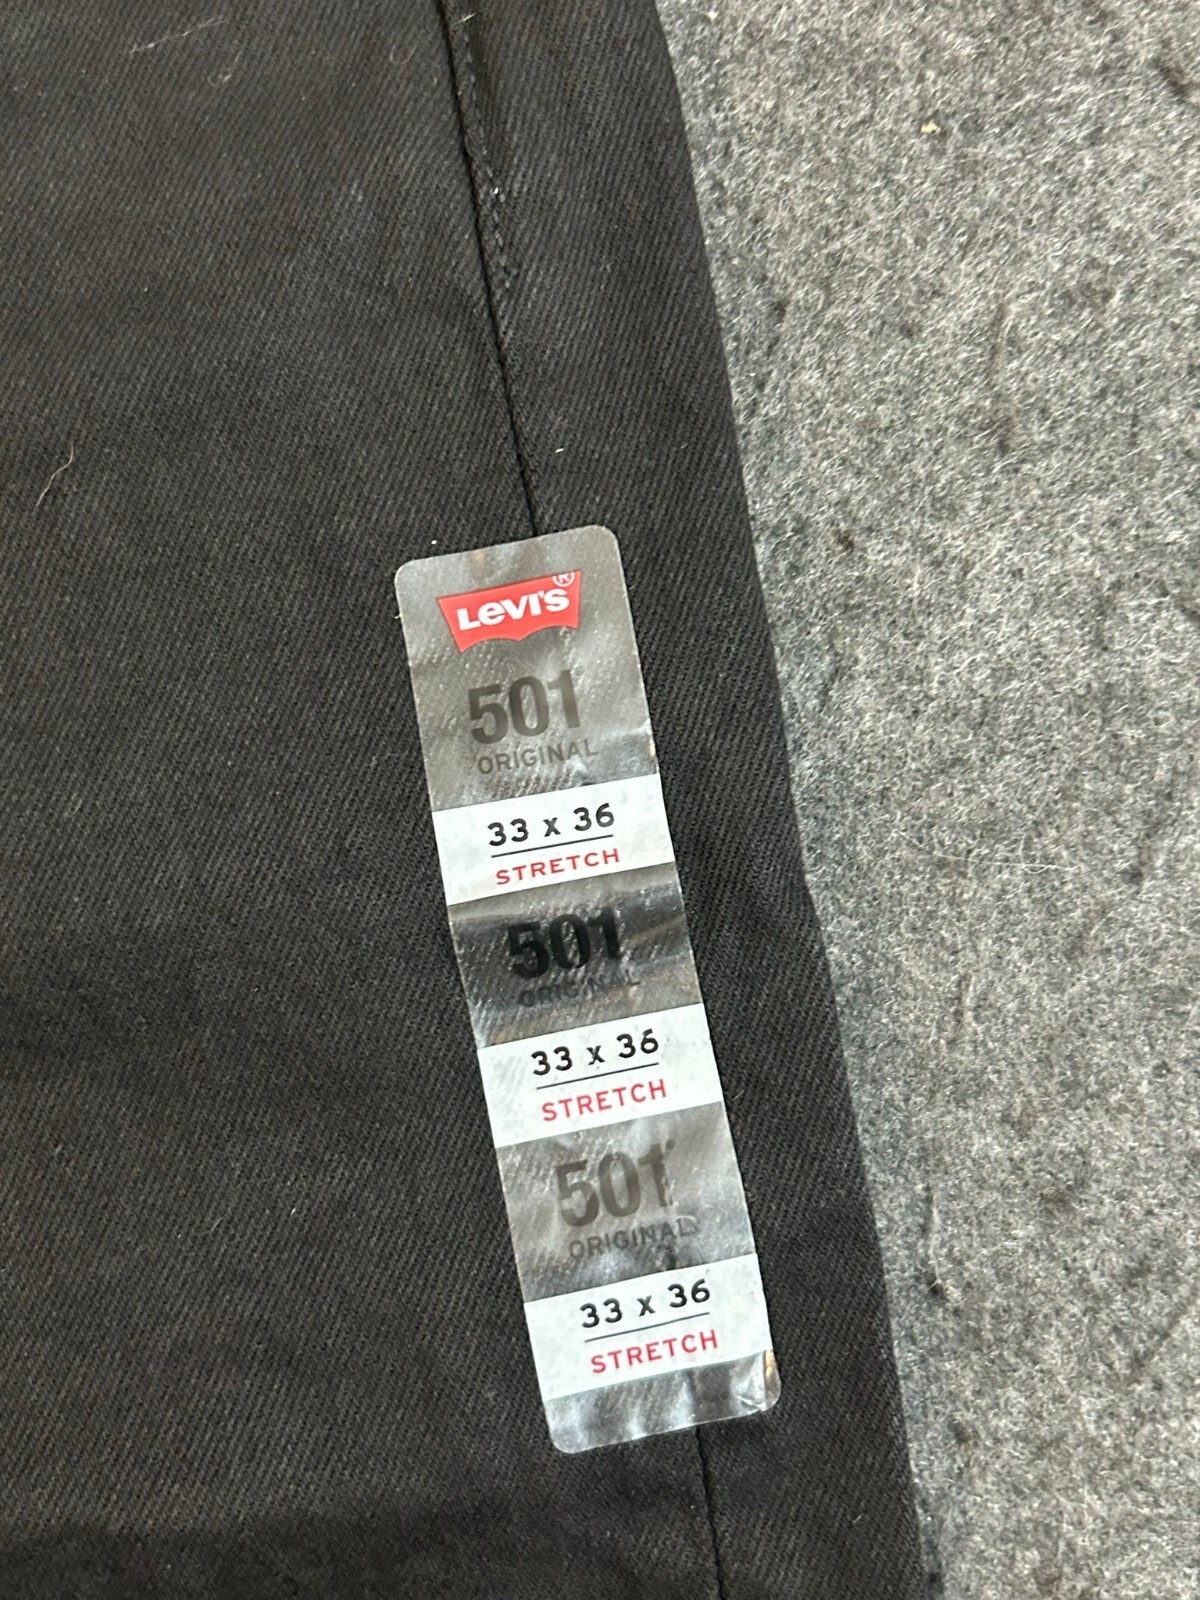 LEVI'S®
501
ORIGINAL
33 x 36
STRETCH
501
ORIGINAL
33 x 36
STRETCH
501
ORIGINAL
33 x 36
STRETCH